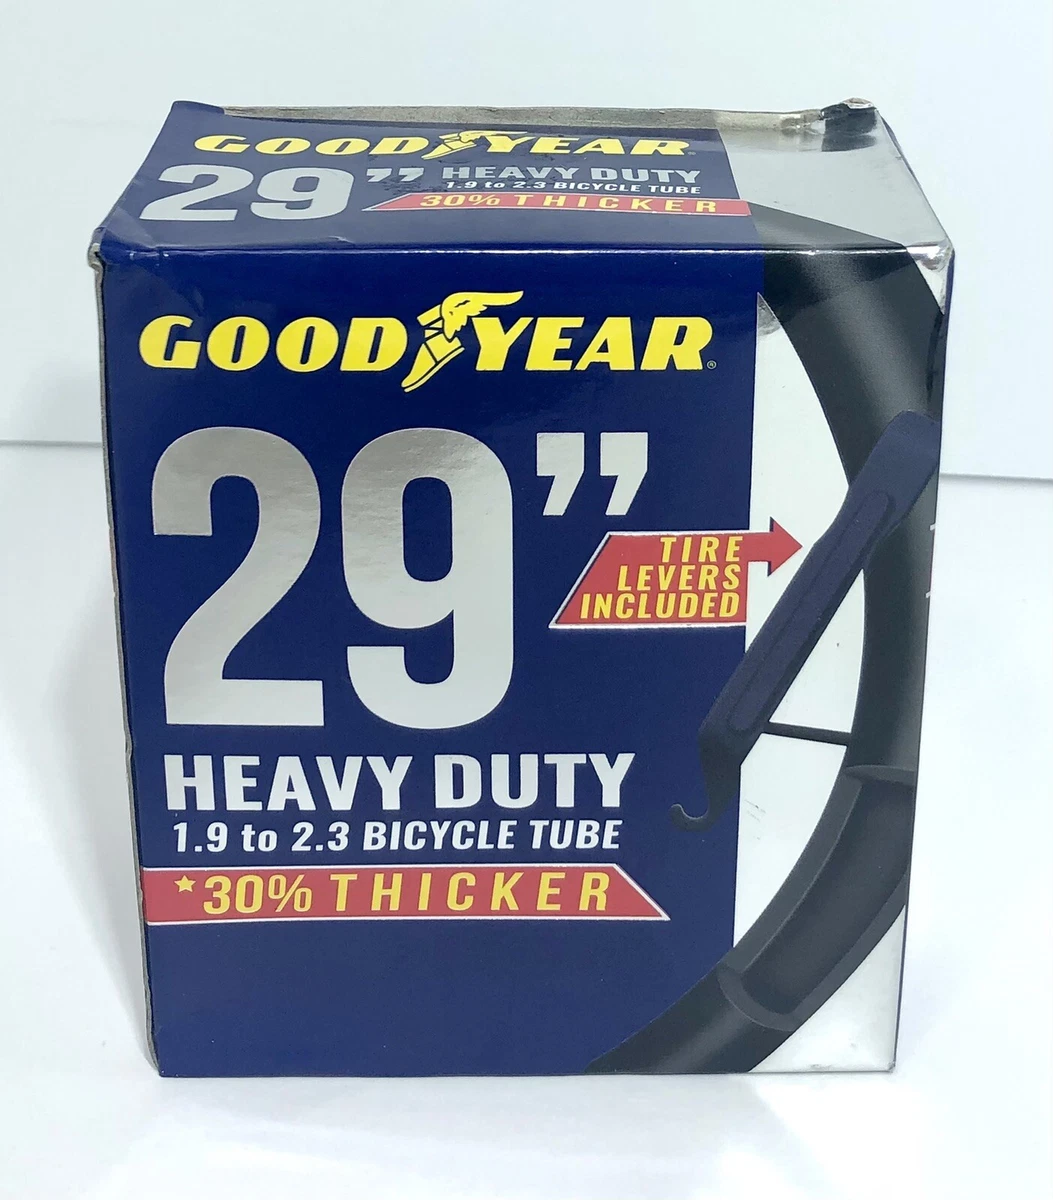 GOODYEAR
29” HEAVY DUTY
1.9 to 2.3 BICYCLE TUBE
30% THICKER
GOODYEAR®
29”
TIRE
LEVERS
INCLUDED
HEAVY DUTY
1.9 to 2.3 BICYCLE TUBE
*30% THICKER